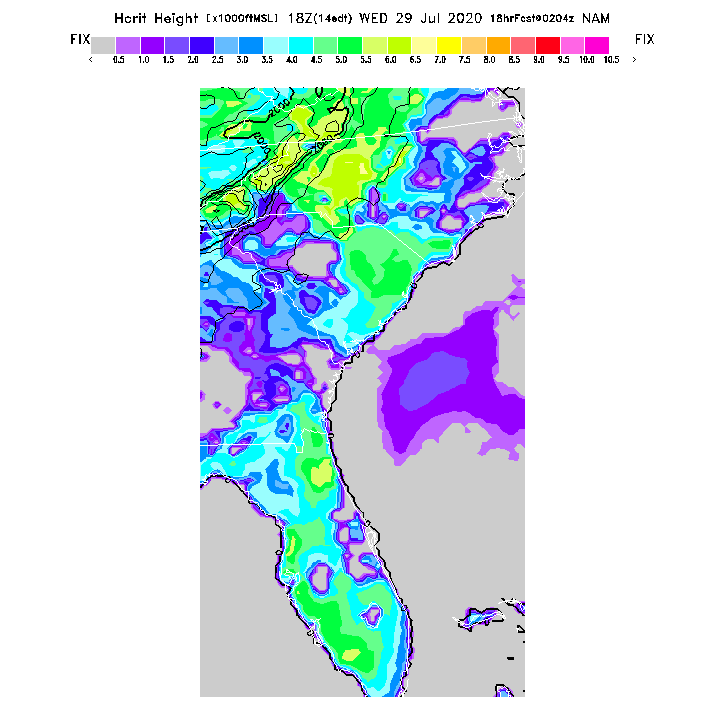 Hcrit Height [x1000ftMSL] 18Z(14edt) WED 29 Jul 2020 18hrFcst@0204z NAM
FIX FIX
< 0.5 1.0 1.5 2.0 2.5 3.0 3.5 4.0 4.5 5.0 5.5 6.0 6.5 7.0 7.5 8.0 8.5 9.0 9.5 10.0 10.5 >
2000